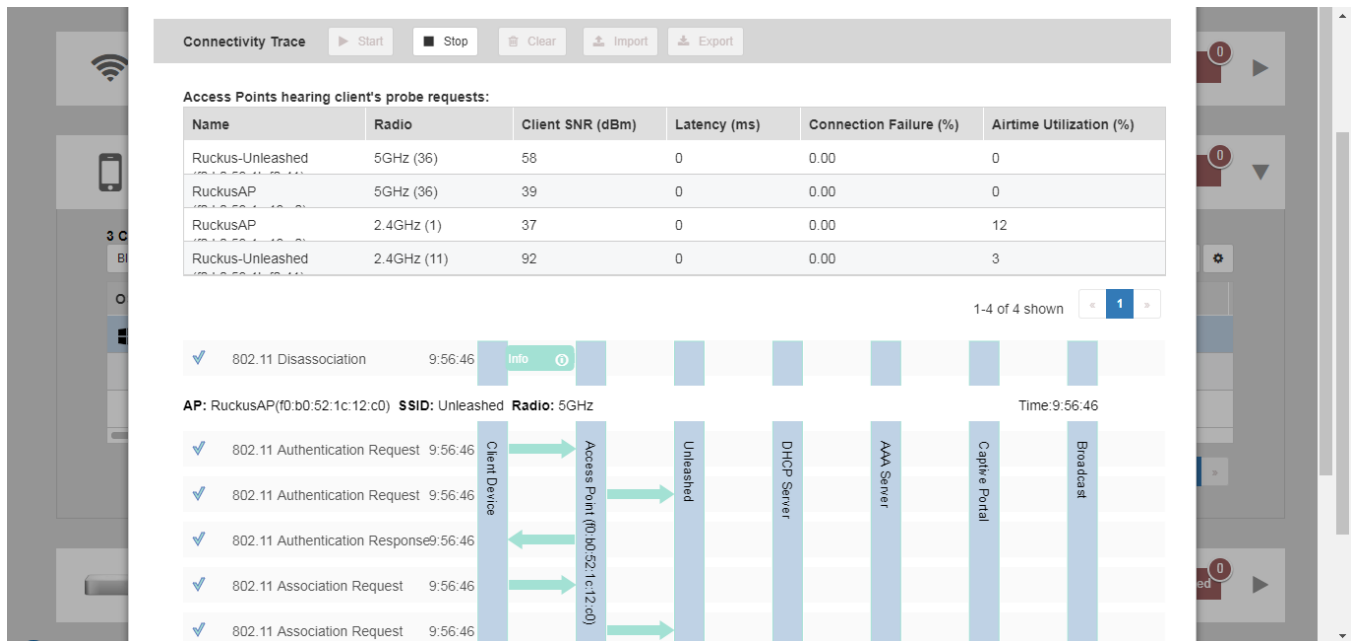 Connectivity Trace Start Stop Clear Import Export
0
Access Points hearing client's probe requests:
Name Radio Client SNR (dBm) Latency (ms) Connection Failure (%) Airtime Utilization (%)
Ruckus-Unleashed 5GHz (36) 58 0 0.00 0
0
RuckusAP 5GHz (36) 39 0 0.00 0
RuckusAP 2.4GHz (1) 37 0 0.00 12
3 C
Bl
Ruckus-Unleashed 2.4GHz (11) 92 0 0.00 3
O
1-4 of 4 shown « 1 »
802.11 Disassociation 9:56:46 Info
AP: RuckusAP(f0:b0:52:1c:12:c0) SSID: Unleashed Radio: 5GHz Time:9:56:46
802.11 Authentication Request 9:56:46
802.11 Authentication Request 9:56:46
802.11 Authentication Response9:56:46
802.11 Association Request 9:56:46
802.11 Association Request 9:56:46
Client Device
Access Point (f0:b0:52:1c:12:c0)
Unleashed
DHCP Server
AAA Server
Captive Portal
Broadcast
»
0
ed